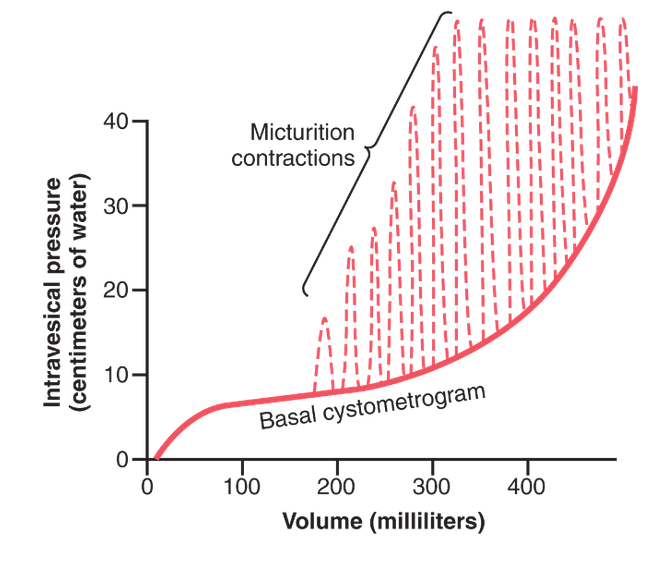 Micturition
contractions
Intravesical pressure
(centimeters of water)
40
30
20
10
0
Basal cystometrogram
0
100
200
300
400
Volume (milliliters)